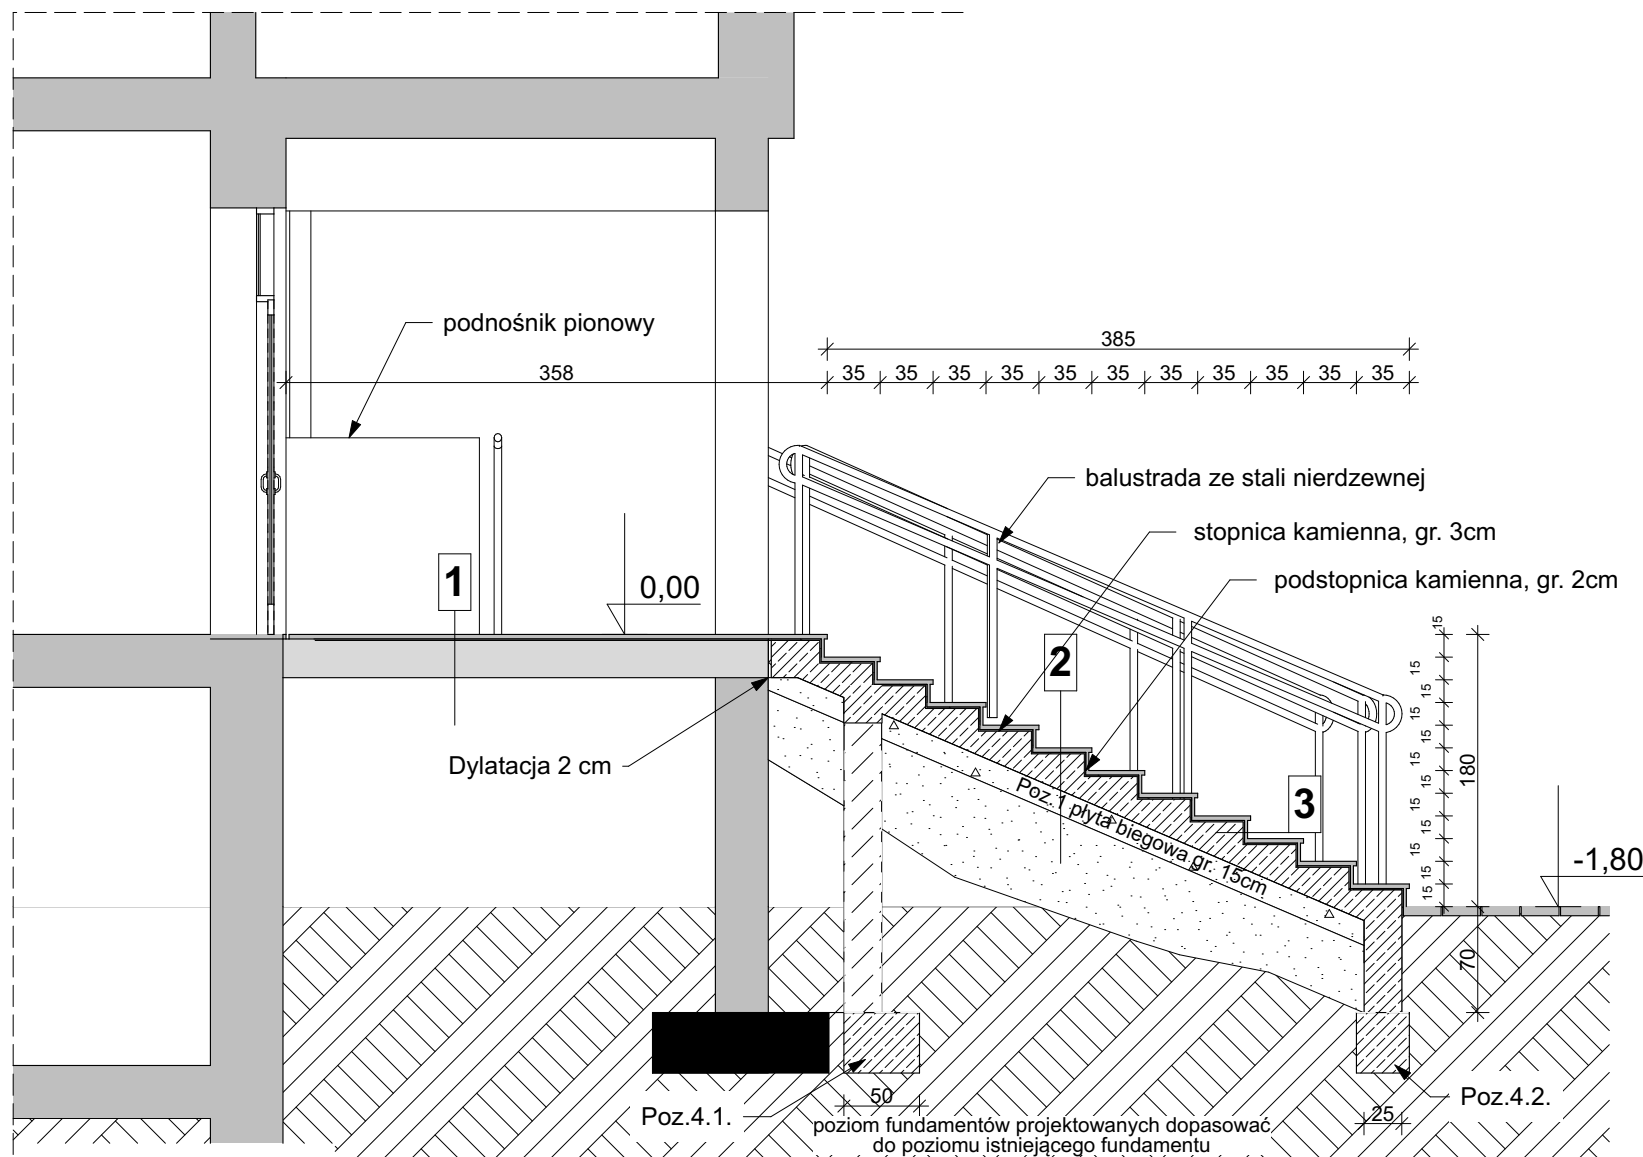 385
358 35 35 35 35 35 35 35 35 35 35 35
podnośnik pionowy
balustrada ze stali nierdzewnej
stopnica kamienna, gr. 3cm
podstopnica kamienna, gr. 2cm
1
0,00
2
3
15
15
15
15
15
15
15
15
15
15
15
15
180
70
-1,80
Dylatacja 2 cm
Poz.1 płyta biegowa gr. 15cm
Poz.4.1.
50
25
Poz.4.2.
poziom fundamentów projektowanych dopasować
do poziomu istniejącego fundamentu